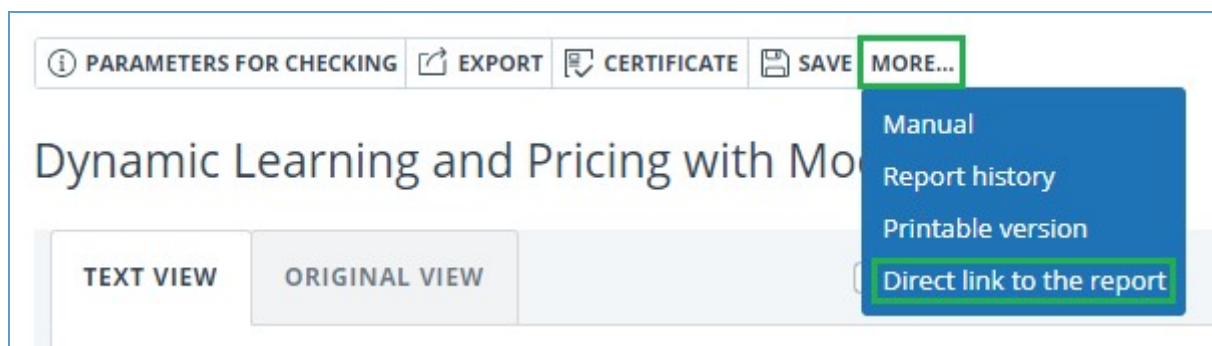 PARAMETERS FOR CHECKING EXPORT CERTIFICATE SAVE MORE...
Manual
Dynamic Learning and Pricing with Mo
Report history
Printable version
TEXT VIEW ORIGINAL VIEW
Direct link to the report